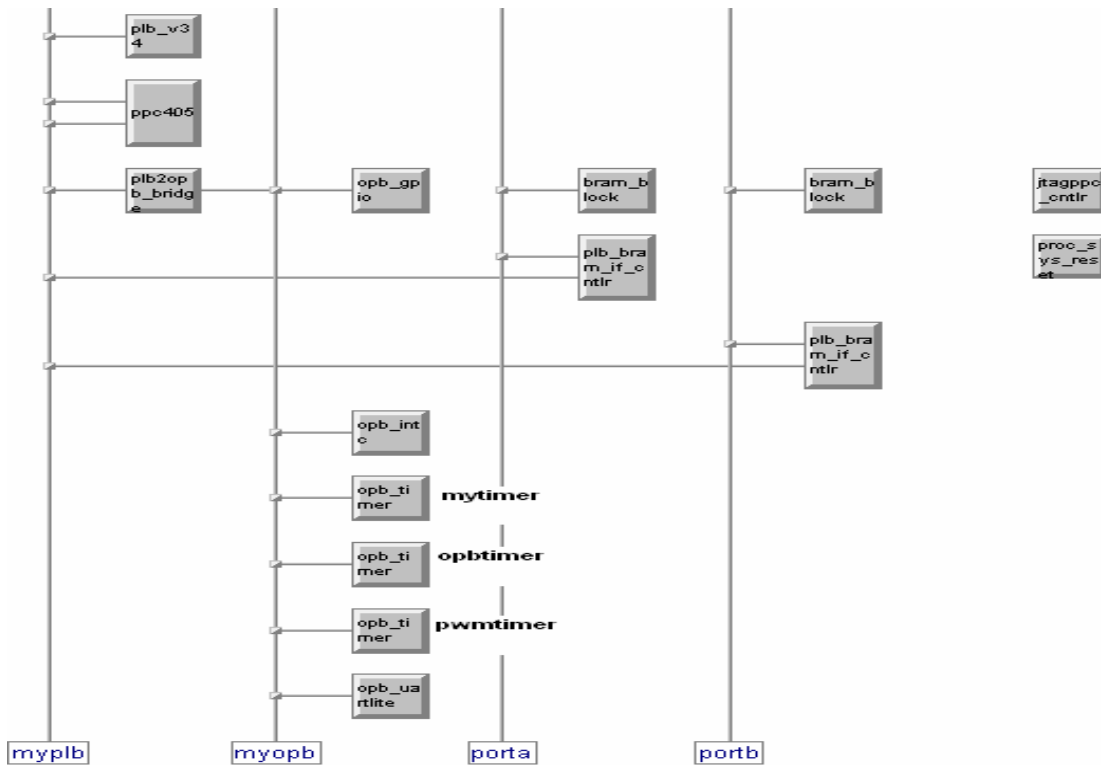 plb_v3
4
ppc405
plb2op
b_bridg
e
opb_gp
io
bram_b
lock
bram_b
lock
jtagppc
_cntlr
plb_bra
m_if_c
ntlr
proc_s
ys_res
et
plb_bra
m_if_c
ntlr
opb_int
c
opb_ti
mer
mytimer
opb_ti
mer
opbtimer
opb_ti
mer
pwmtimer
opb_ua
rtlite
myplb
myopb
porta
portb